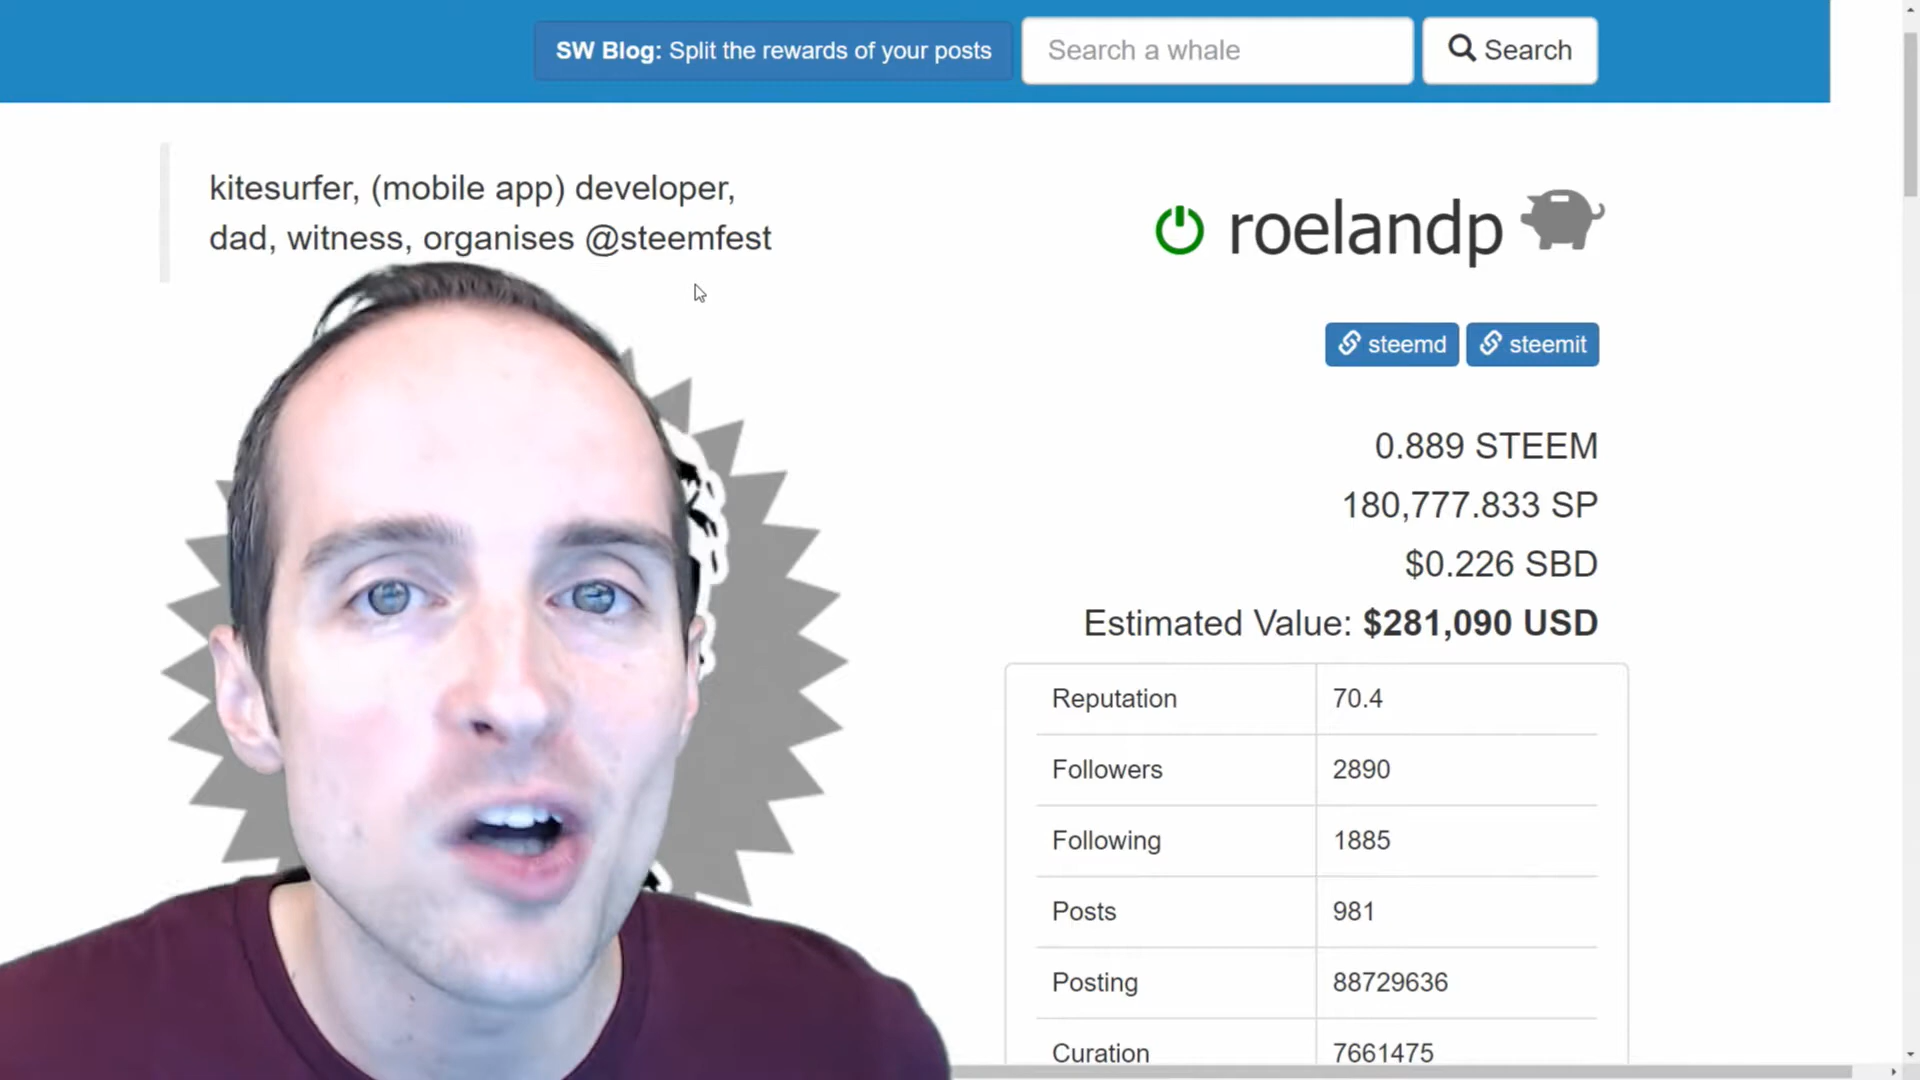 SW Blog: Split the rewards of your posts
Search a whale
Search
kitesurfer, (mobile app) developer,
dad, witness, organises @steemfest
roelandp
steemd
steemit
0.889 STEEM
180,777.833 SP
$0.226 SBD
Estimated Value: $281,090 USD
Reputation 70.4
Followers 2890
Following 1885
Posts 981
Posting 88729636
Curation 7661475